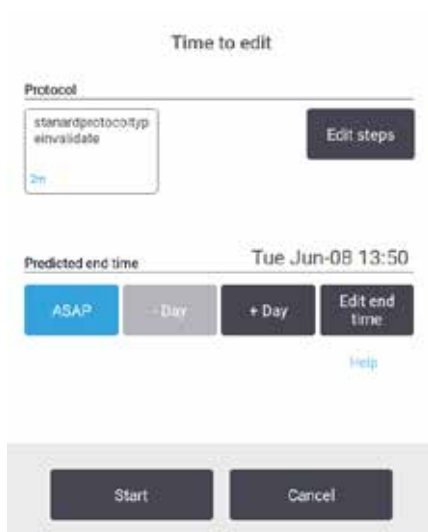 Time to edit
Protocol
stanardprotocoltyp
einvalidate
Edit steps
2m
Predicted end time
Tue Jun-08 13:50
ASAP
- Day
+ Day
Edit end
time
Help
Start
Cancel